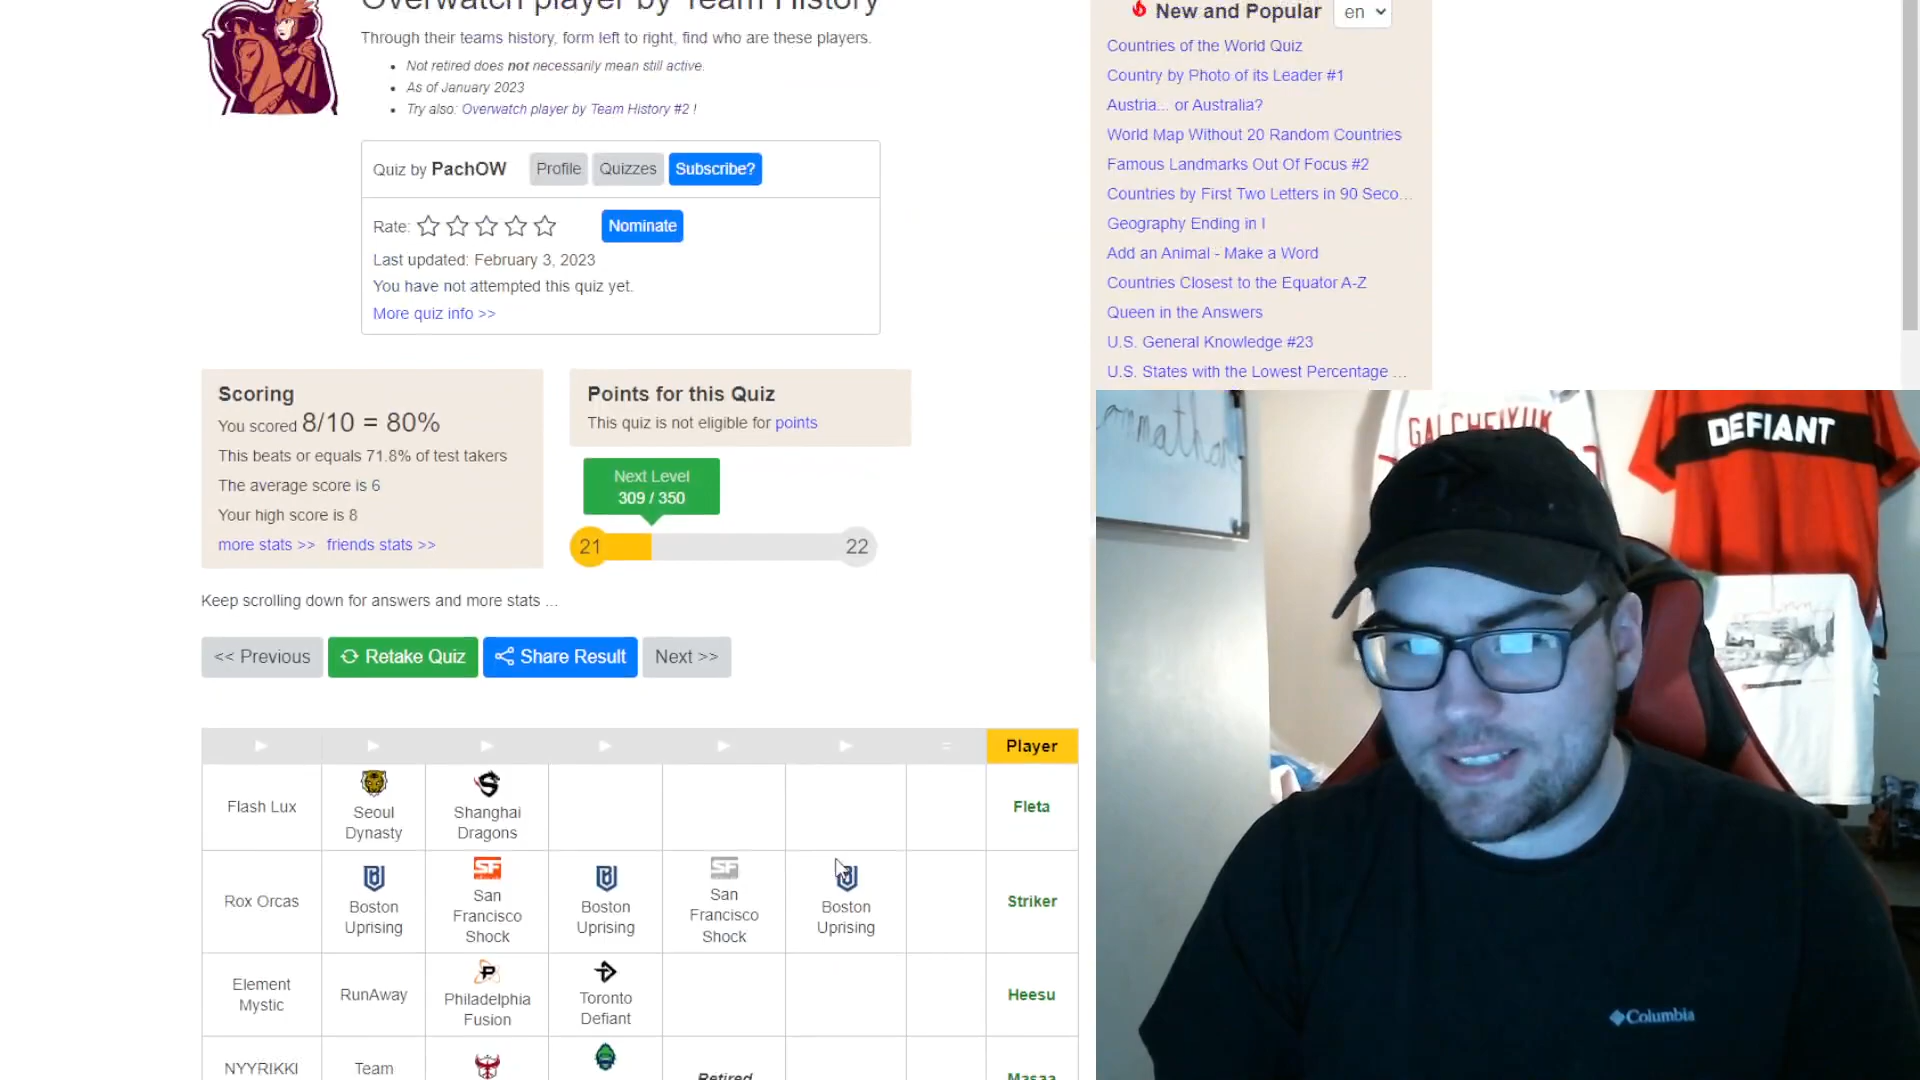 Overwatch player by Team History
Through their teams history, form left to right, find who are these players.
Not retired does not necessarily mean still active.
As of January 2023
Try also: Overwatch player by Team History #2 !
Quiz by PachOW Profile Quizzes Subscribe?
Rate: Nominate
Last updated: February 3, 2023
You have not attempted this quiz yet.
More quiz info >>
Scoring
You scored 8/10 = 80%
This beats or equals 71.8% of test takers
The average score is 6
Your high score is 8
more stats >> friends stats >>
Points for this Quiz
This quiz is not eligible for points
Next Level
309 / 350
21 22
Keep scrolling down for answers and more stats ...
<< Previous Retake Quiz Share Result Next >>
= Player
Flash Lux Seoul Dynasty Shanghai Dragons Fleta
Rox Orcas Boston Uprising San Francisco Shock Boston Uprising San Francisco Shock Boston Uprising Striker
Element Mystic RunAway Philadelphia Fusion Toronto Defiant Heesu
NYYRIKKI Team Retired Masaa
New and Popular en
Countries of the World Quiz
Country by Photo of its Leader #1
Austria... or Australia?
World Map Without 20 Random Countries
Famous Landmarks Out Of Focus #2
Countries by First Two Letters in 90 Seco...
Geography Ending in I
Add an Animal - Make a Word
Countries Closest to the Equator A-Z
Queen in the Answers
U.S. General Knowledge #23
U.S. States with the Lowest Percentage ...
GALCHENYUK
DEFIANT
Columbia